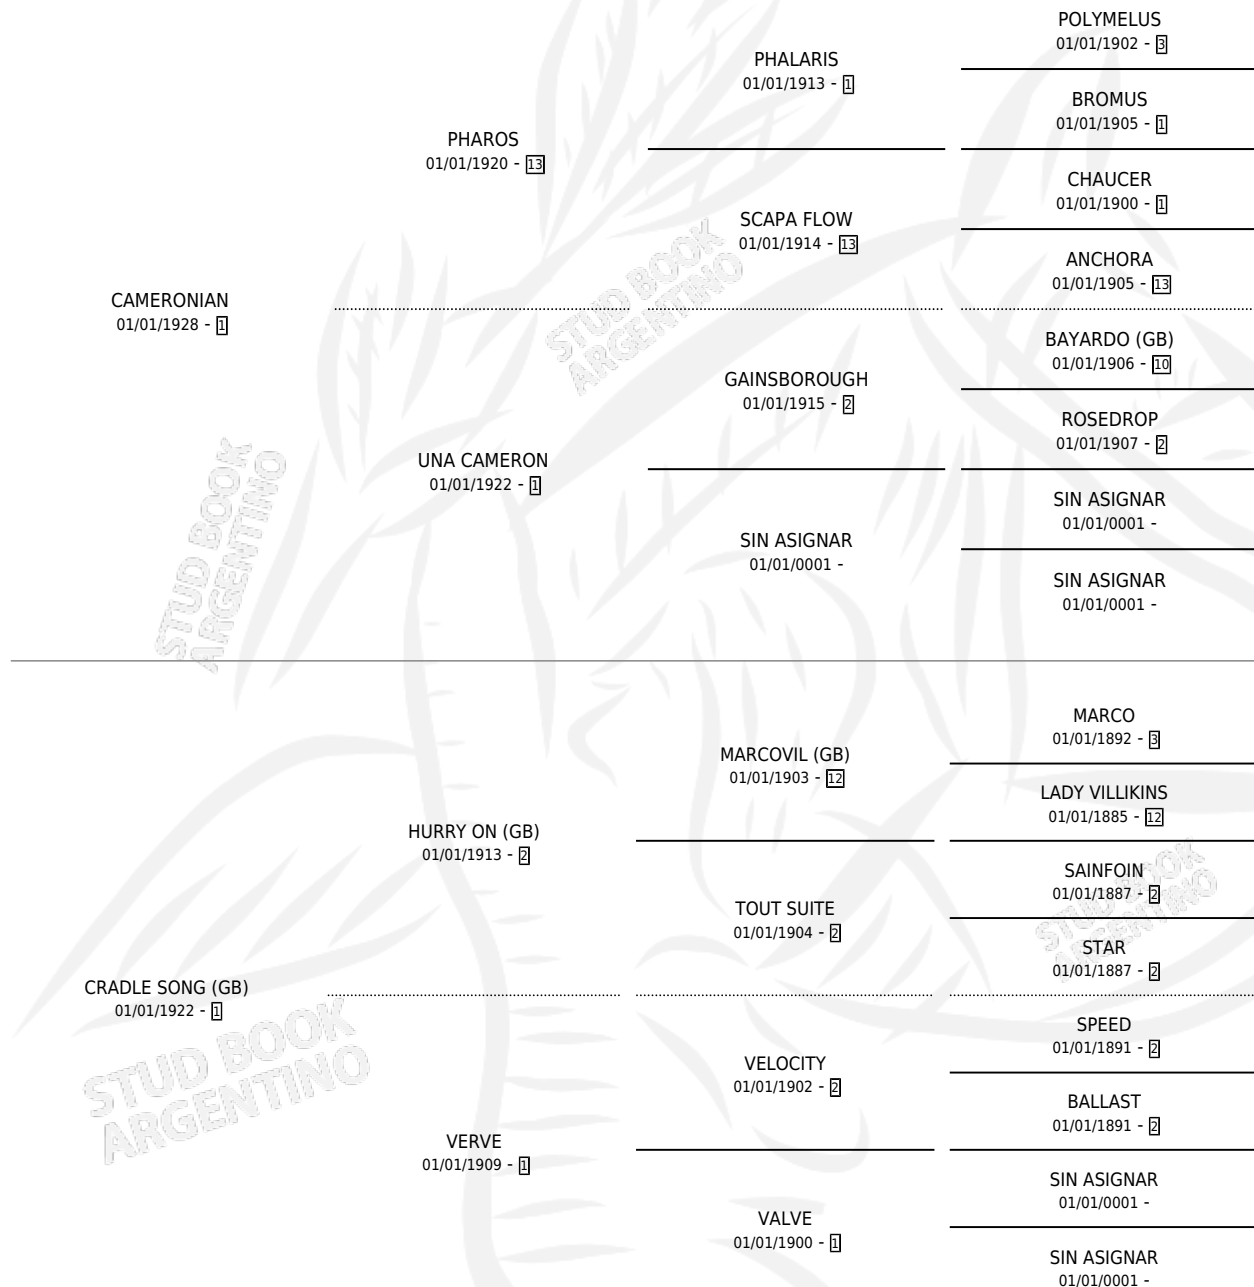 POLYMELUS
01/01/1902 - 3
PHALARIS
01/01/1913 - 1
BROMUS
01/01/1905 - 1
PHAROS
01/01/1920 - 13
CHAUCER
01/01/1900 - 1
SCAPA FLOW
01/01/1914 - 13
ANCHORA
01/01/1905 - 13
CAMERONIAN
01/01/1928 - 1
BAYARDO (GB)
01/01/1906 - 10
GAINSBOROUGH
01/01/1915 - 2
ROSEDROP
01/01/1907 - 2
UNA CAMERON
01/01/1922 - 1
SIN ASIGNAR
01/01/0001 -
SIN ASIGNAR
01/01/0001 -
SIN ASIGNAR
01/01/0001 -
MARCO
01/01/1892 - 3
MARCOVIL (GB)
01/01/1903 - 12
LADY VILLIKINS
01/01/1885 - 12
HURRY ON (GB)
01/01/1913 - 2
SAINFOIN
01/01/1887 - 2
TOUT SUITE
01/01/1904 - 2
STAR
01/01/1887 - 2
CRADLE SONG (GB)
01/01/1922 - 1
SPEED
01/01/1891 - 2
VELOCITY
01/01/1902 - 2
BALLAST
01/01/1891 - 2
VERVE
01/01/1909 - 1
SIN ASIGNAR
01/01/0001 -
VALVE
01/01/1900 - 1
SIN ASIGNAR
01/01/0001 -
STUD BOOK
ARGENTINO
STUD BOOK
ARGENTINO
STUD BOOK
ARGENTINO
STUD BOOK
ARGENTINO